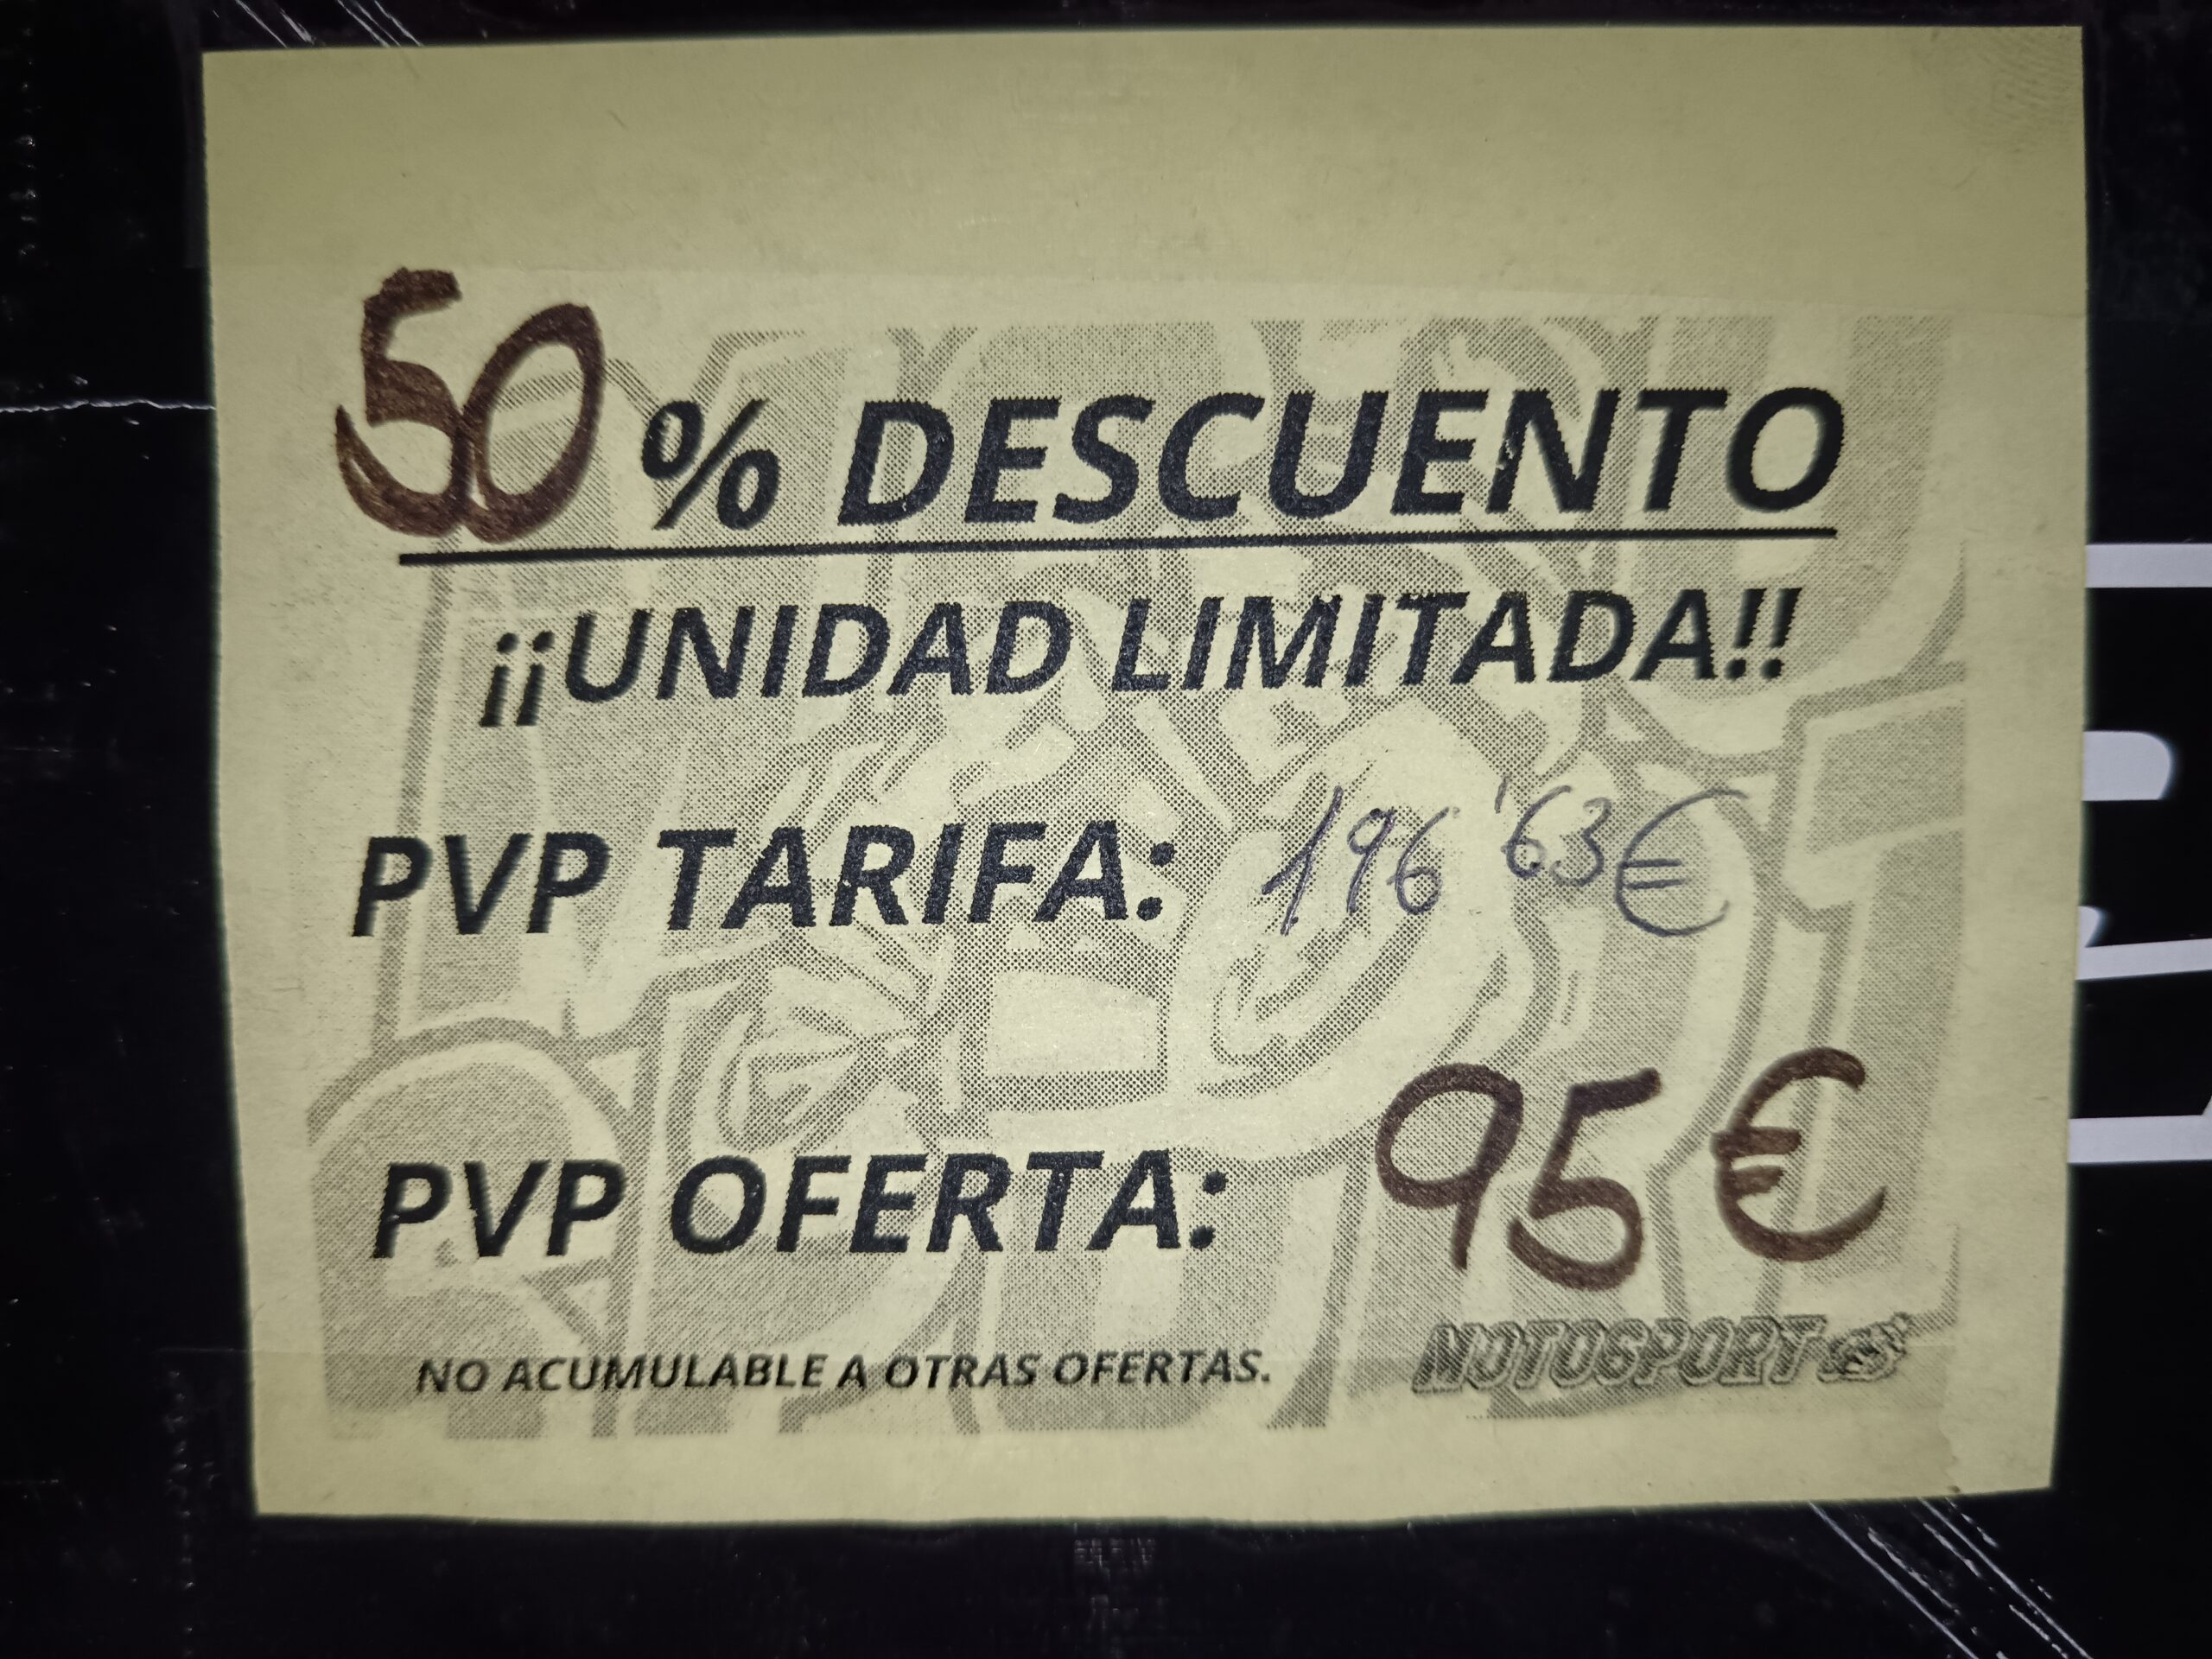 50 % DESCUENTO
¡¡UNIDAD LIMITADA!!
PVP TARIFA: 196'63€
PVP OFERTA: 95€
NO ACUMULABLE A OTRAS OFERTAS.
MOTOSPORT